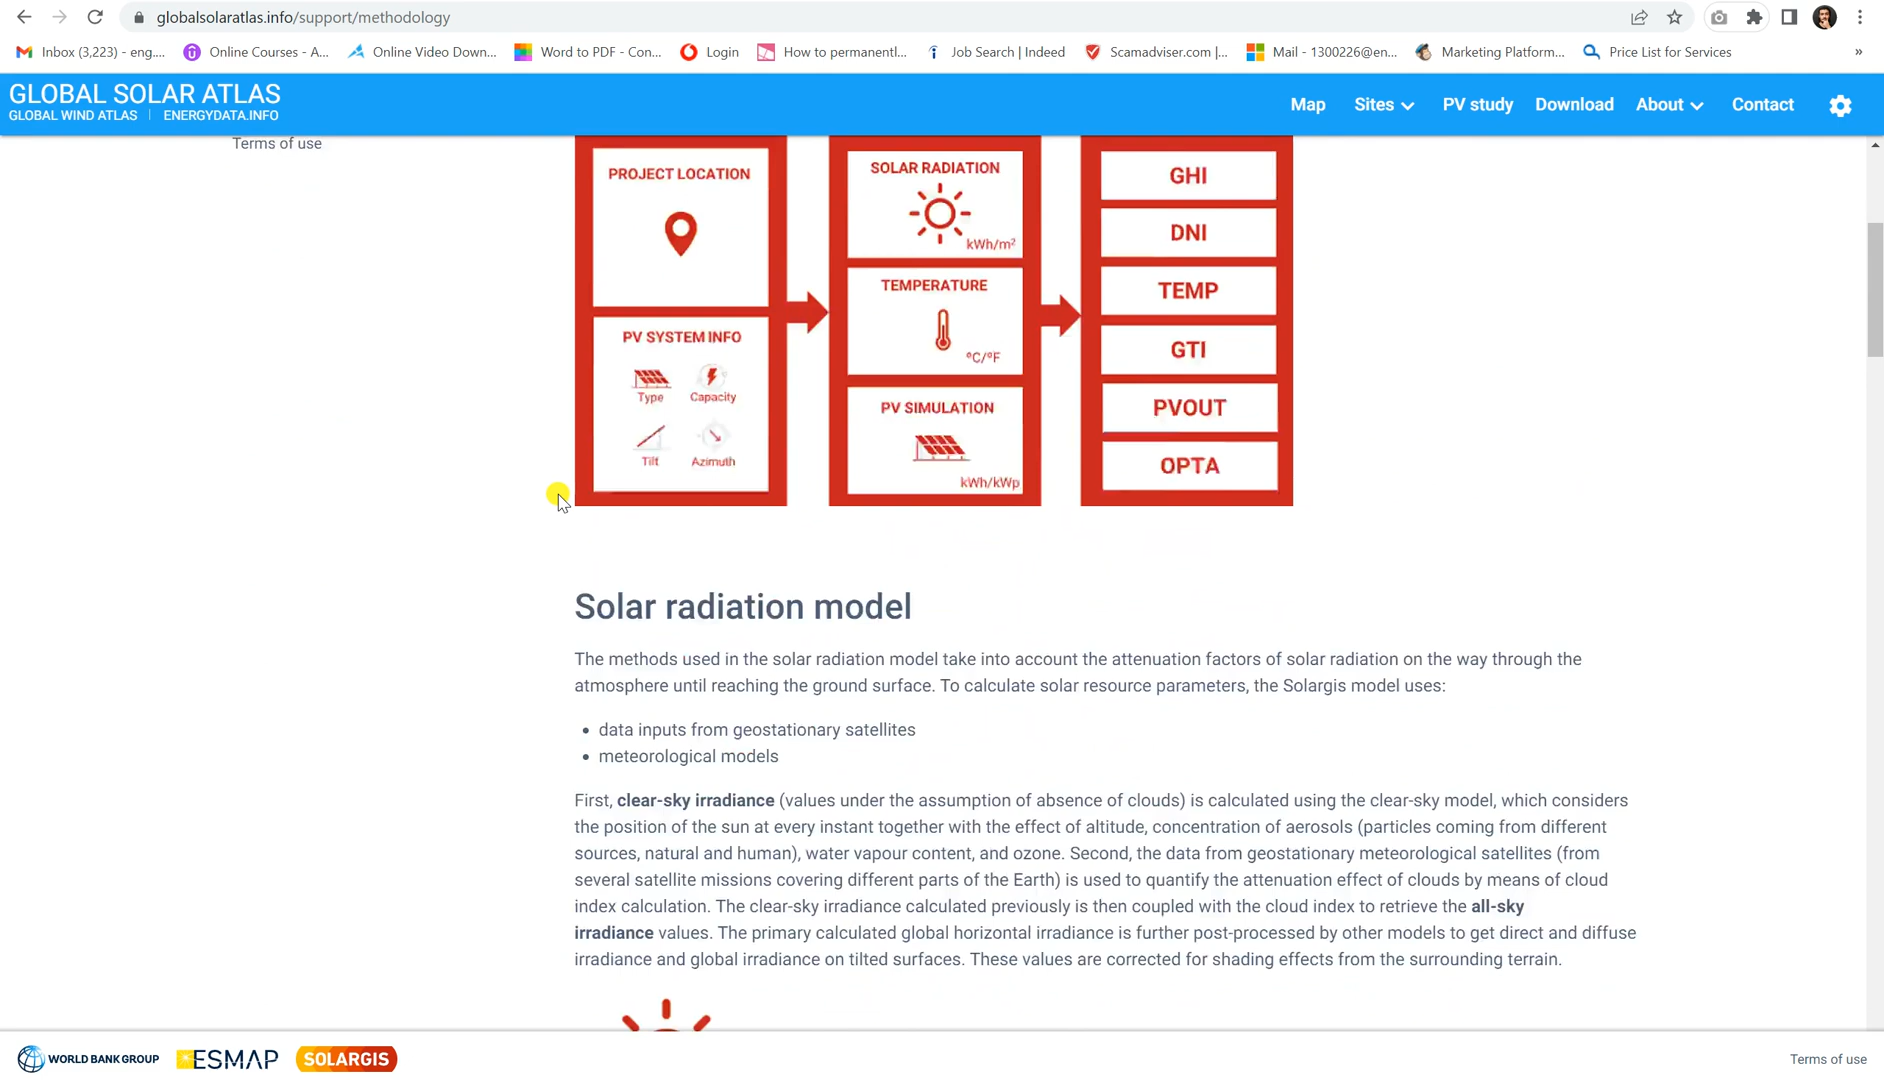 globalsolaratlas.info/support/methodology
Inbox (3,223) - eng.... Online Courses - A... Online Video Down... Word to PDF - Con... Login How to permanentl... Job Search | Indeed Scamadviser.com |... Mail - 1300226@en... Marketing Platform... Price List for Services »
GLOBAL SOLAR ATLAS
GLOBAL WIND ATLAS | ENERGYDATA.INFO
Map Sites PV study Download About Contact
Terms of use
PROJECT LOCATION
PV SYSTEM INFO
Type Capacity
Tilt Azimuth
SOLAR RADIATION
kWh/m²
TEMPERATURE
°C/°F
PV SIMULATION
kWh/kWp
GHI
DNI
TEMP
GTI
PVOUT
OPTA
Solar radiation model
The methods used in the solar radiation model take into account the attenuation factors of solar radiation on the way through the
atmosphere until reaching the ground surface. To calculate solar resource parameters, the Solargis model uses:
• data inputs from geostationary satellites
• meteorological models
First, clear-sky irradiance (values under the assumption of absence of clouds) is calculated using the clear-sky model, which considers
the position of the sun at every instant together with the effect of altitude, concentration of aerosols (particles coming from different
sources, natural and human), water vapour content, and ozone. Second, the data from geostationary meteorological satellites (from
several satellite missions covering different parts of the Earth) is used to quantify the attenuation effect of clouds by means of cloud
index calculation. The clear-sky irradiance calculated previously is then coupled with the cloud index to retrieve the all-sky
irradiance values. The primary calculated global horizontal irradiance is further post-processed by other models to get direct and diffuse
irradiance and global irradiance on tilted surfaces. These values are corrected for shading effects from the surrounding terrain.
WORLD BANK GROUP ESMAP SOLARGIS
Terms of use